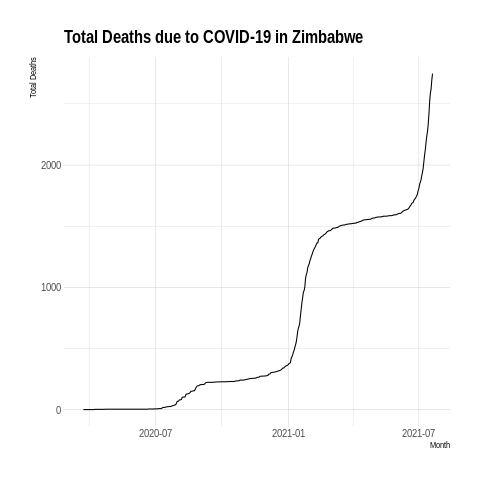 Total Deaths due to COVID-19 in Zimbabwe
Total Deaths
2000
1000
0
2020-07 2021-01 2021-07
Month